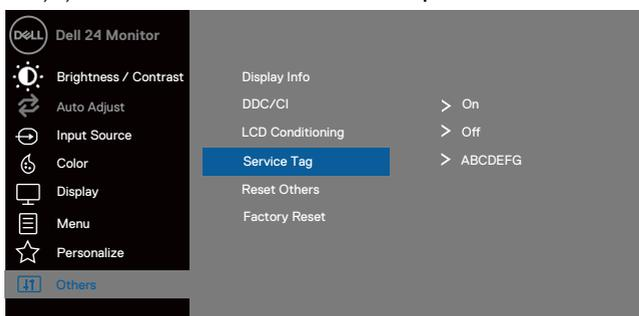 DELL
Dell 24 Monitor
Brightness / Contrast
Auto Adjust
Input Source
Color
Display
Menu
Personalize
Others
Display Info
DDC/CI > On
LCD Conditioning > Off
Service Tag > ABCDEFG
Reset Others
Factory Reset